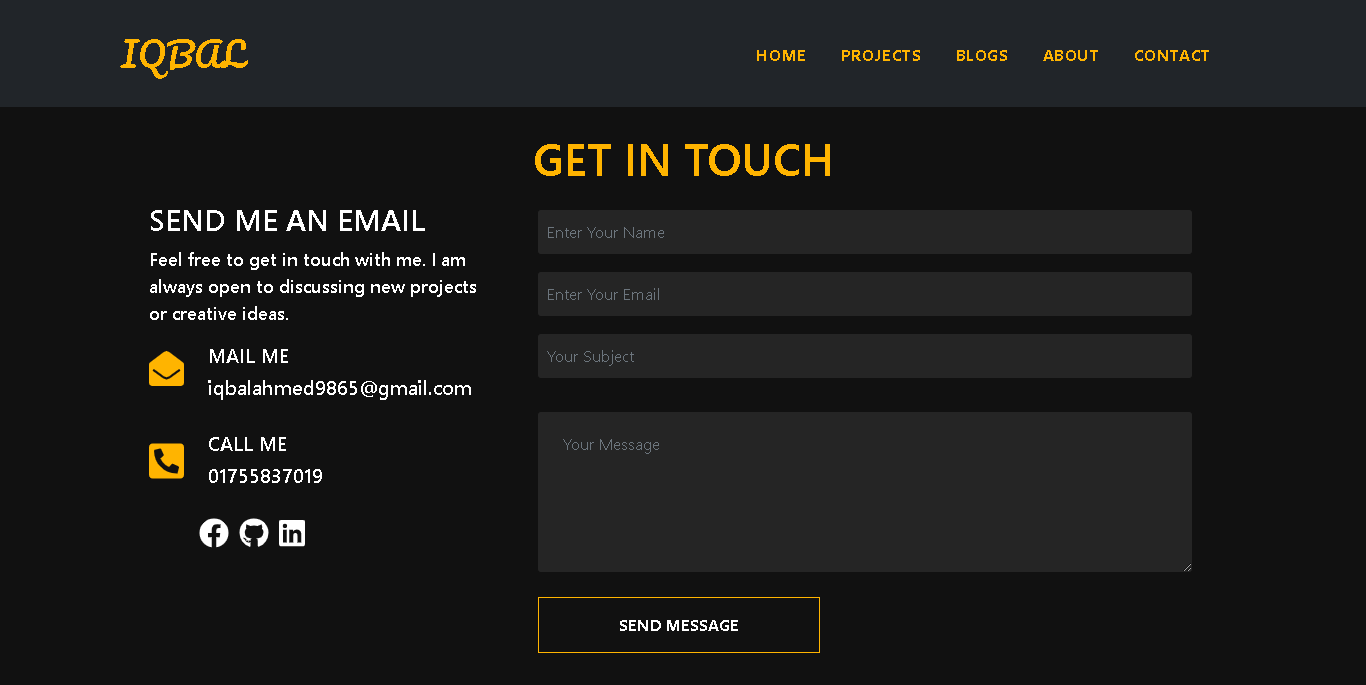 IQBAL
HOME PROJECTS BLOGS ABOUT CONTACT
GET IN TOUCH
SEND ME AN EMAIL
Feel free to get in touch with me. I am
always open to discussing new projects
or creative ideas.
MAIL ME
iqbalahmed9865@gmail.com
CALL ME
01755837019
Enter Your Name
Enter Your Email
Your Subject
Your Message
SEND MESSAGE